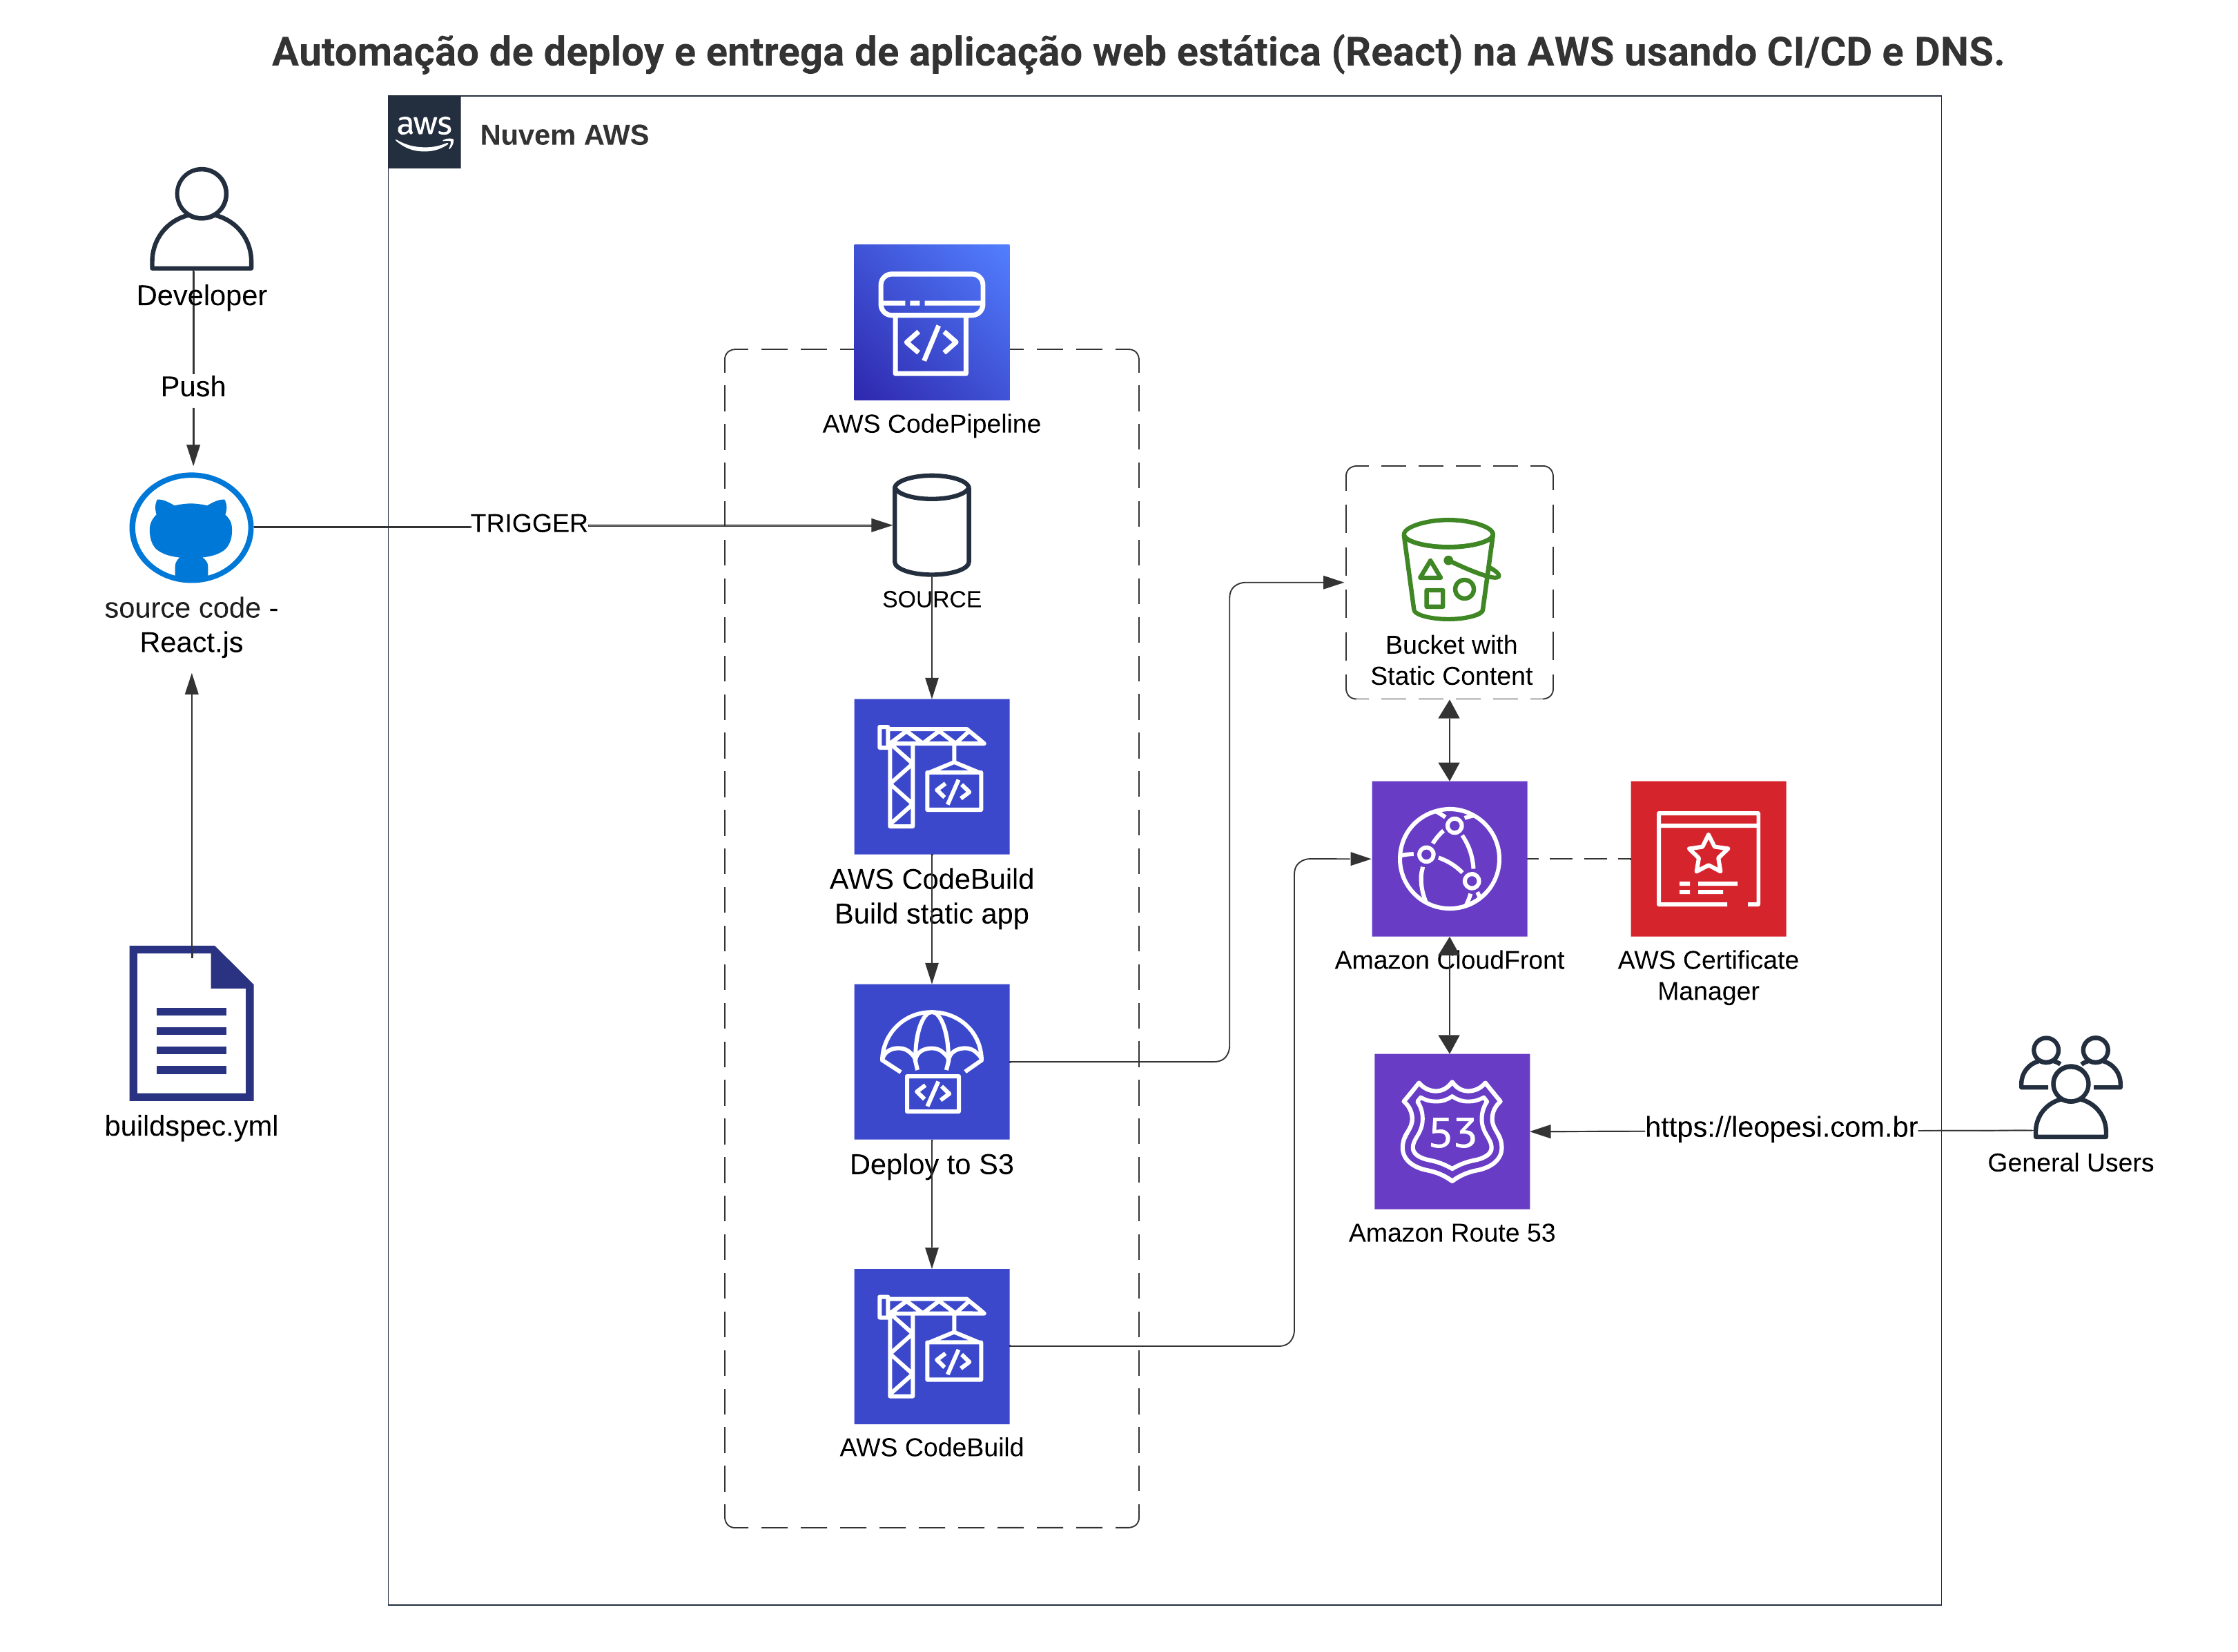 Automação de deploy e entrega de aplicação web estática (React) na AWS usando CI/CD e DNS.
aws
Nuvem AWS
Developer
Push
source code -
React.js
buildspec.yml
TRIGGER
AWS CodePipeline
SOURCE
AWS CodeBuild
Build static app
Deploy to S3
AWS CodeBuild
Bucket with
Static Content
Amazon CloudFront
AWS Certificate
Manager
53
Amazon Route 53
https://leopesi.com.br
General Users